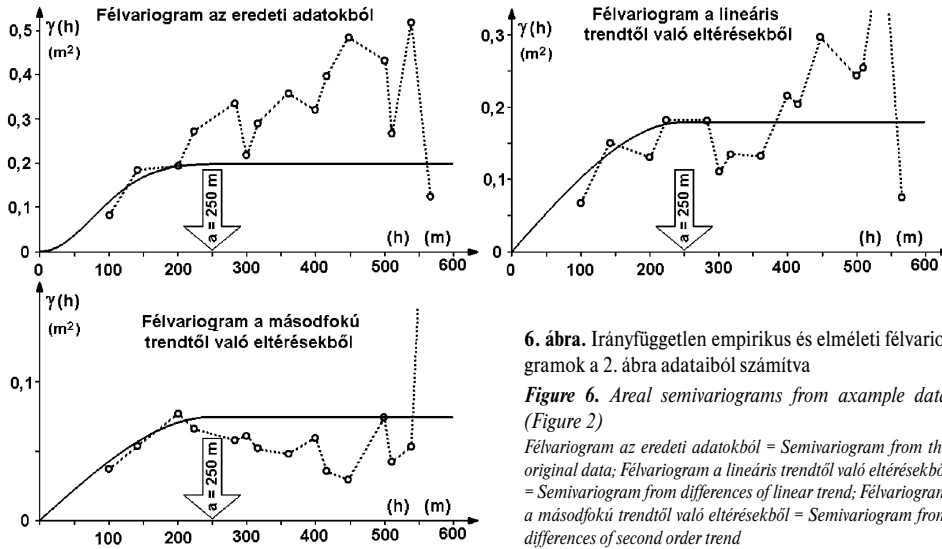 Félvariogram az eredeti adatokból
γ(h)
(m²)
0,5
0,4
0,3
0,2
0,1
0
a = 250 m
(h) (m)
0 100 200 300 400 500 600
Félvariogram a lineáris
trendtől való eltérésekből
γ(h)
(m²)
0,3
0,2
0,1
0
a = 250 m
(h) (m)
0 100 200 300 400 500 600
Félvariogram a másodfokú
trendtől való eltérésekből
γ(h)
(m²)
0,1
0
a = 250 m
(h) (m)
0 100 200 300 400 500 600
6. ábra. Irányfüggetlen empirikus és elméleti félvario
gramok a 2. ábra adataiból számítva
Figure 6. Areal semivariograms from axample data
(Figure 2)
Félvariogram az eredeti adatokból = Semivariogram from th
original data; Félvariogram a lineáris trendtől való eltérésekbő
= Semivariogram from differences of linear trend; Félvariogram
a másodfokú trendtől való eltérésekből = Semivariogram from
differences of second order trend